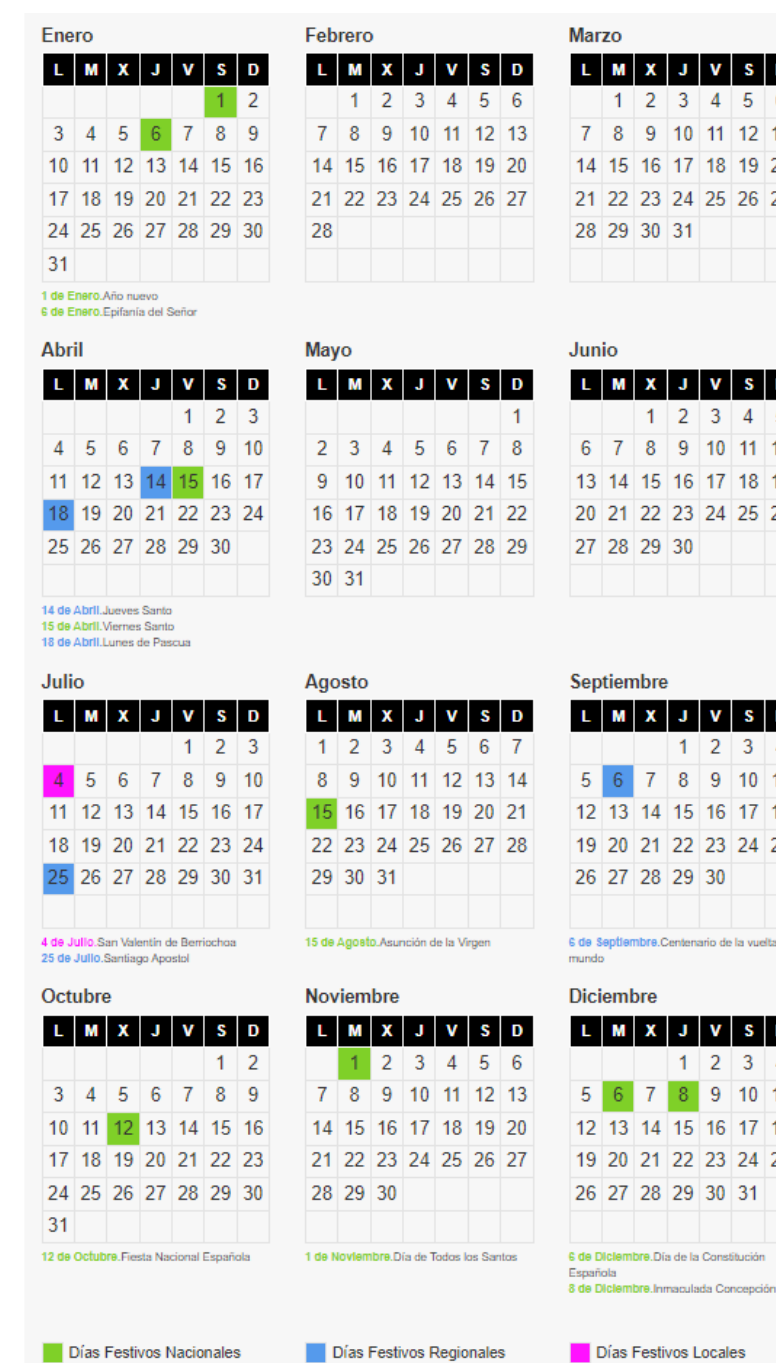 Enero Febrero Marzo
L M X J V S D L M X J V S D L M X J V S
1 2 1 2 3 4 5 6 1 2 3 4 5
3 4 5 6 7 8 9 7 8 9 10 11 12 13 7 8 9 10 11 12
10 11 12 13 14 15 16 14 15 16 17 18 19 20 14 15 16 17 18 19
17 18 19 20 21 22 23 21 22 23 24 25 26 27 21 22 23 24 25 26
24 25 26 27 28 29 30 28 28 29 30 31
31
1 de Enero.Año nuevo
6 de Enero.Epifanía del Señor
Abril Mayo Junio
L M X J V S D L M X J V S D L M X J V S
1 2 3 1 1 2 3 4
4 5 6 7 8 9 10 2 3 4 5 6 7 8 6 7 8 9 10 11
11 12 13 14 15 16 17 9 10 11 12 13 14 15 13 14 15 16 17 18
18 19 20 21 22 23 24 16 17 18 19 20 21 22 20 21 22 23 24 25
25 26 27 28 29 30 23 24 25 26 27 28 29 27 28 29 30
30 31
14 de Abril.Jueves Santo
15 de Abril.Viernes Santo
18 de Abril.Lunes de Pascua
Julio Agosto Septiembre
L M X J V S D L M X J V S D L M X J V S
1 2 3 1 2 3 4 5 6 7 1 2 3
4 5 6 7 8 9 10 8 9 10 11 12 13 14 5 6 7 8 9 10
11 12 13 14 15 16 17 15 16 17 18 19 20 21 12 13 14 15 16 17
18 19 20 21 22 23 24 22 23 24 25 26 27 28 19 20 21 22 23 24
25 26 27 28 29 30 31 29 30 31 26 27 28 29 30
4 de Julio.San Valentín de Berriochoa 15 de Agosto.Asunción de la Virgen 6 de Septiembre.Centenario de la vuelta
25 de Julio.Santiago Apostol mundo
Octubre Noviembre Diciembre
L M X J V S D L M X J V S D L M X J V S
1 2 1 2 3 4 5 6 1 2 3
3 4 5 6 7 8 9 7 8 9 10 11 12 13 5 6 7 8 9 10
10 11 12 13 14 15 16 14 15 16 17 18 19 20 12 13 14 15 16 17
17 18 19 20 21 22 23 21 22 23 24 25 26 27 19 20 21 22 23 24
24 25 26 27 28 29 30 28 29 30 26 27 28 29 30 31
31
12 de Octubre.Fiesta Nacional Española 1 de Noviembre.Día de Todos los Santos 6 de Diciembre.Día de la Constitución
Española
8 de Diciembre.Inmaculada Concepción
Días Festivos Nacionales Días Festivos Regionales Días Festivos Locales